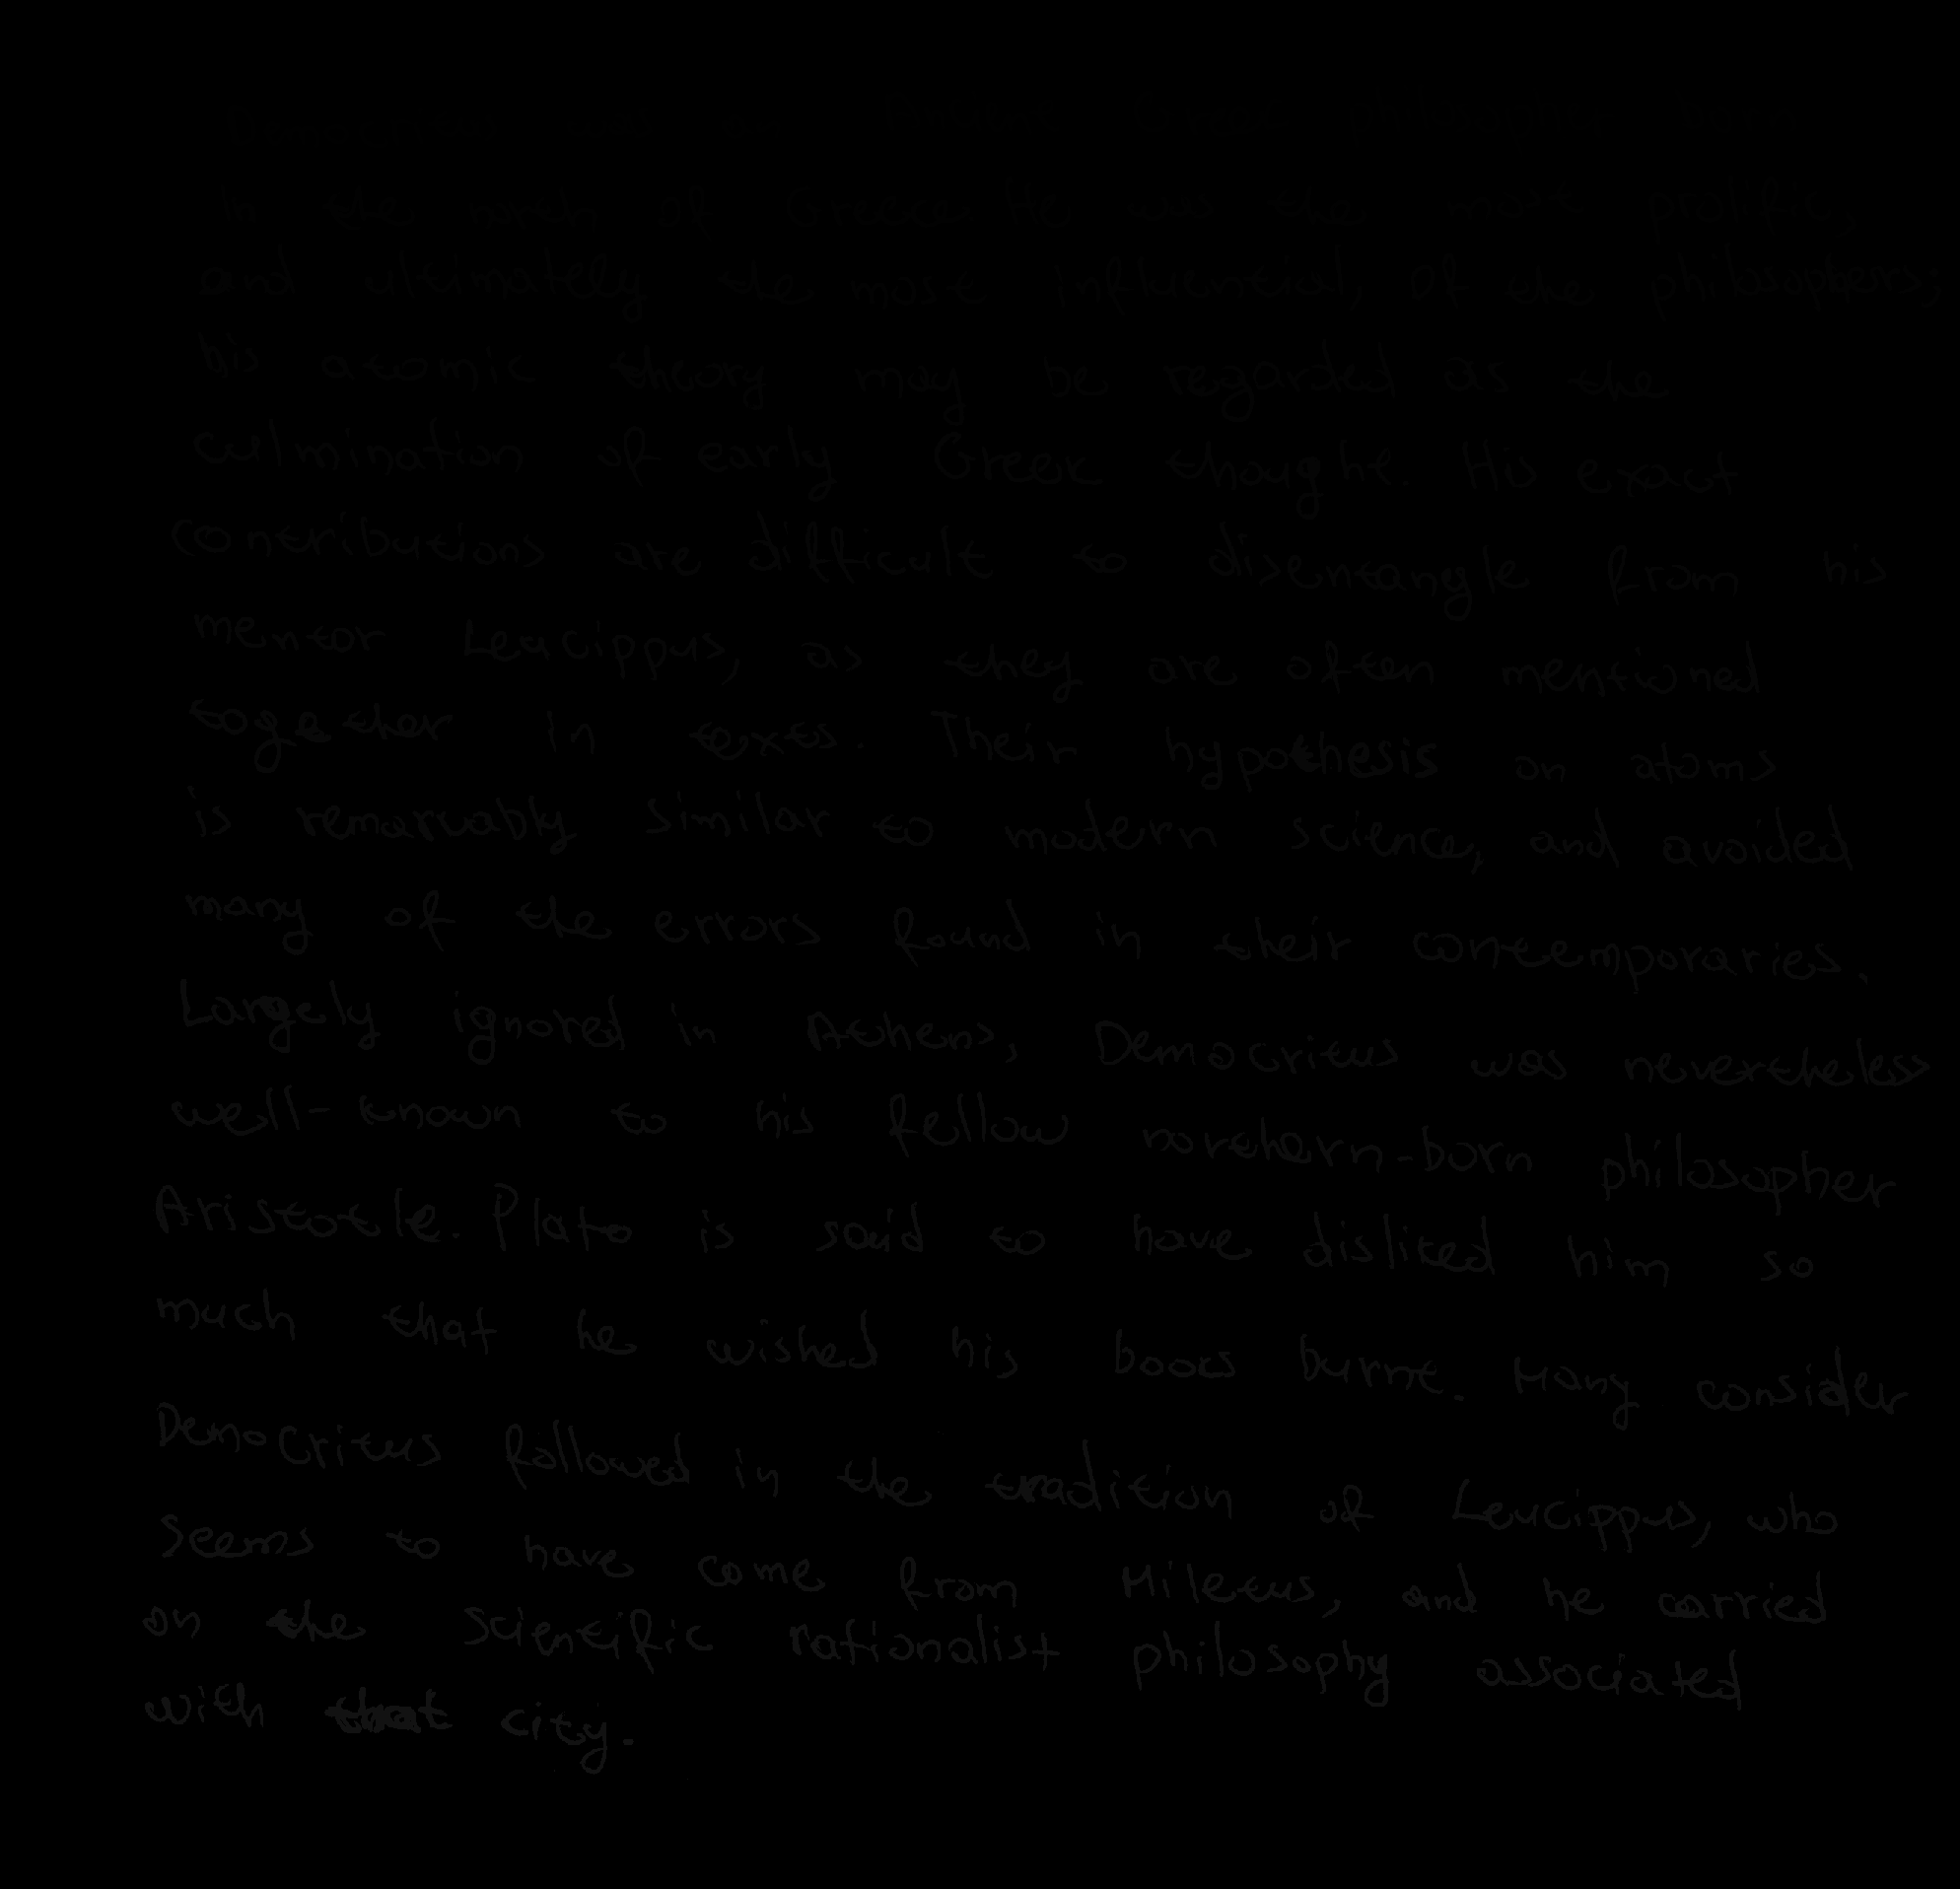 in the north of Greece. He was the most prolific,
and ultimately the most influential, of the philosophers;
his atomic theory may be regarded as the
culmination of early Greek thought. His exact
contributions are difficult to disentangle from his
mentor Leucippus, as they are often mentioned
together in texts. Their hypothesis on atoms
is remarkably similar to modern science, and avoided
many of the errors found in their contemporaries.
Largely ignored in Athens, Democritus was nevertheless
well-known to his fellow northern-born philosopher
Aristotle. Plato is said to have disliked him so
much that he wished his books burnt. Many consider
Democritus followed in the tradition of Leucippus, who
seems to have come from Miletus, and he carried
on the scientific rationalist philosophy associated
with that city.